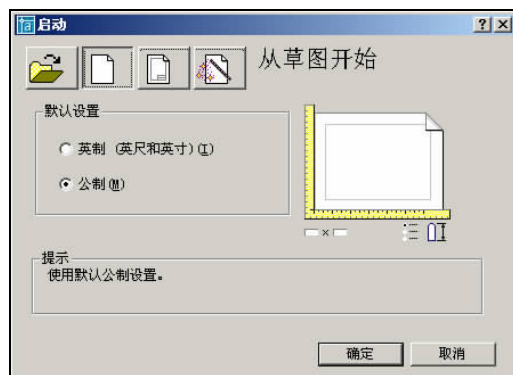 启动
从草图开始
默认设置
英制 (英尺和英寸)(I)
公制(M)
提示
使用默认公制设置。
确定
取消